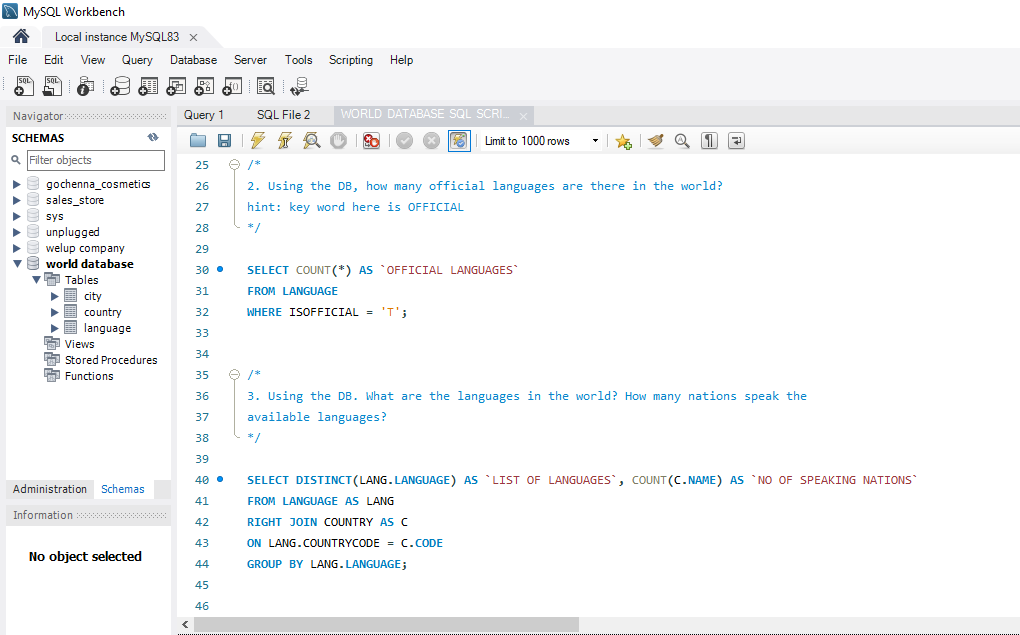 MySQL Workbench
Local instance MySQL83
File Edit View Query Database Server Tools Scripting Help
Navigator
SCHEMAS
Filter objects
gochenna_cosmetics
sales_store
sys
unplugged
welup company
world database
Tables
city
country
language
Views
Stored Procedures
Functions
Administration Schemas
Information
No object selected
Query 1 SQL File 2 WORLD DATABASE SQL SCRI...
Limit to 1000 rows
25 /*
26 2. Using the DB, how many official languages are there in the world?
27 hint: key word here is OFFICIAL
28 */
29
30 SELECT COUNT(*) AS `OFFICIAL LANGUAGES`
31 FROM LANGUAGE
32 WHERE ISOFFICIAL = 'T';
33
34
35 /*
36 3. Using the DB. What are the languages in the world? How many nations speak the
37 available languages?
38 */
39
40 SELECT DISTINCT(LANG.LANGUAGE) AS `LIST OF LANGUAGES`, COUNT(C.NAME) AS `NO OF SPEAKING NATIONS`
41 FROM LANGUAGE AS LANG
42 RIGHT JOIN COUNTRY AS C
43 ON LANG.COUNTRYCODE = C.CODE
44 GROUP BY LANG.LANGUAGE;
45
46